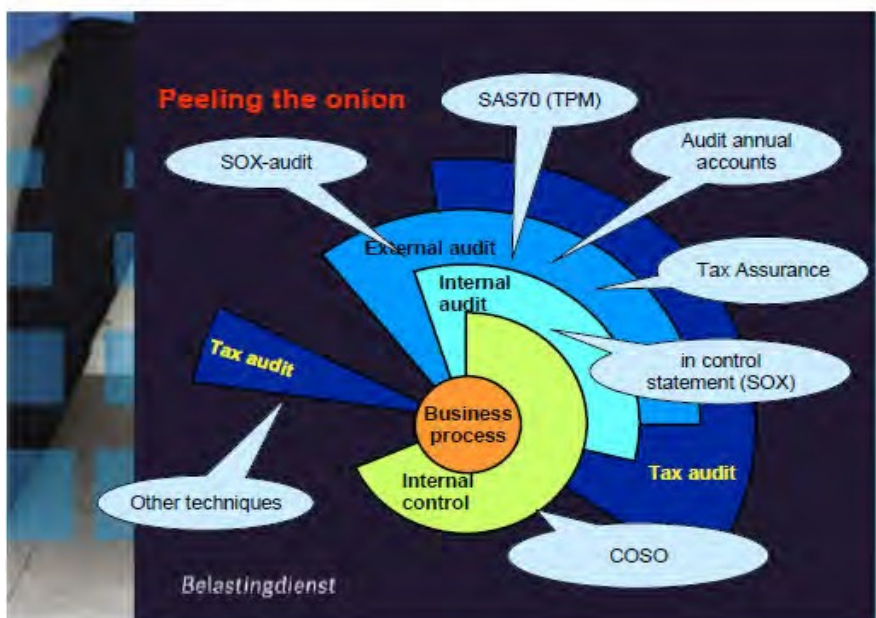 Peeling the onion
SAS70 (TPM)
SOX-audit
Audit annual
accounts
External audit
Tax Assurance
Internal
audit
in control
statement (SOX)
Tax audit
Business
process
Tax audit
Internal
control
Other techniques
COSO
Belastingdienst